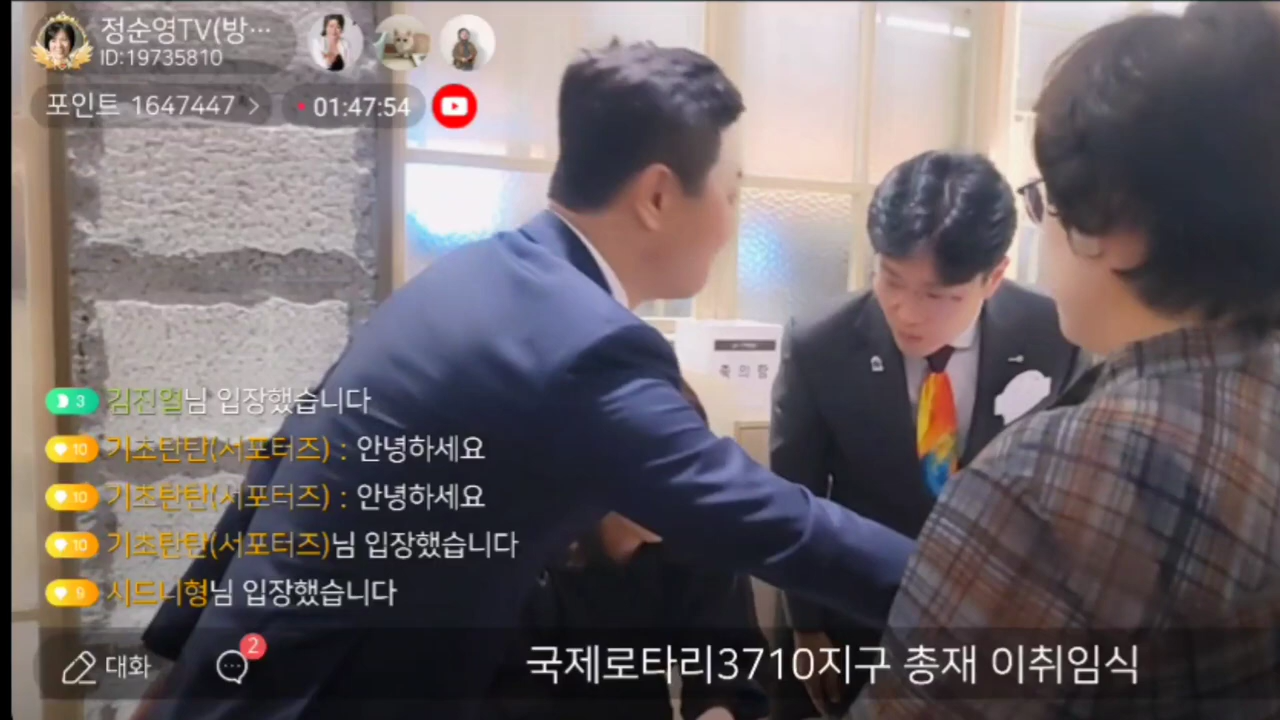 정순영TV(방…
ID:19735810
포인트 1647447 >
01:47:54
축의함
3 김진열님 입장했습니다
10 기초탄탄(서포터즈) : 안녕하세요
10 기초탄탄(서포터즈) : 안녕하세요
10 기초탄탄(서포터즈)님 입장했습니다
9 시드니형님 입장했습니다
대화
2
국제로타리3710지구 총재 이취임식